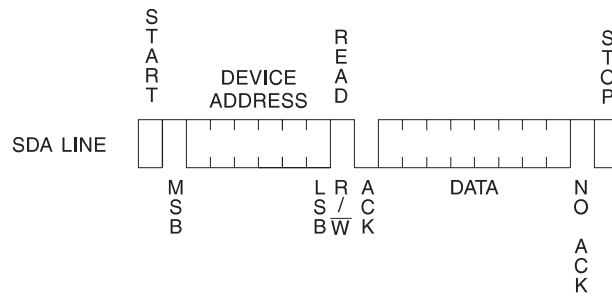 START
DEVICE
ADDRESS
READ
STOP
SDA LINE
MSB
LSB
R/W
ACK
DATA
NO ACK